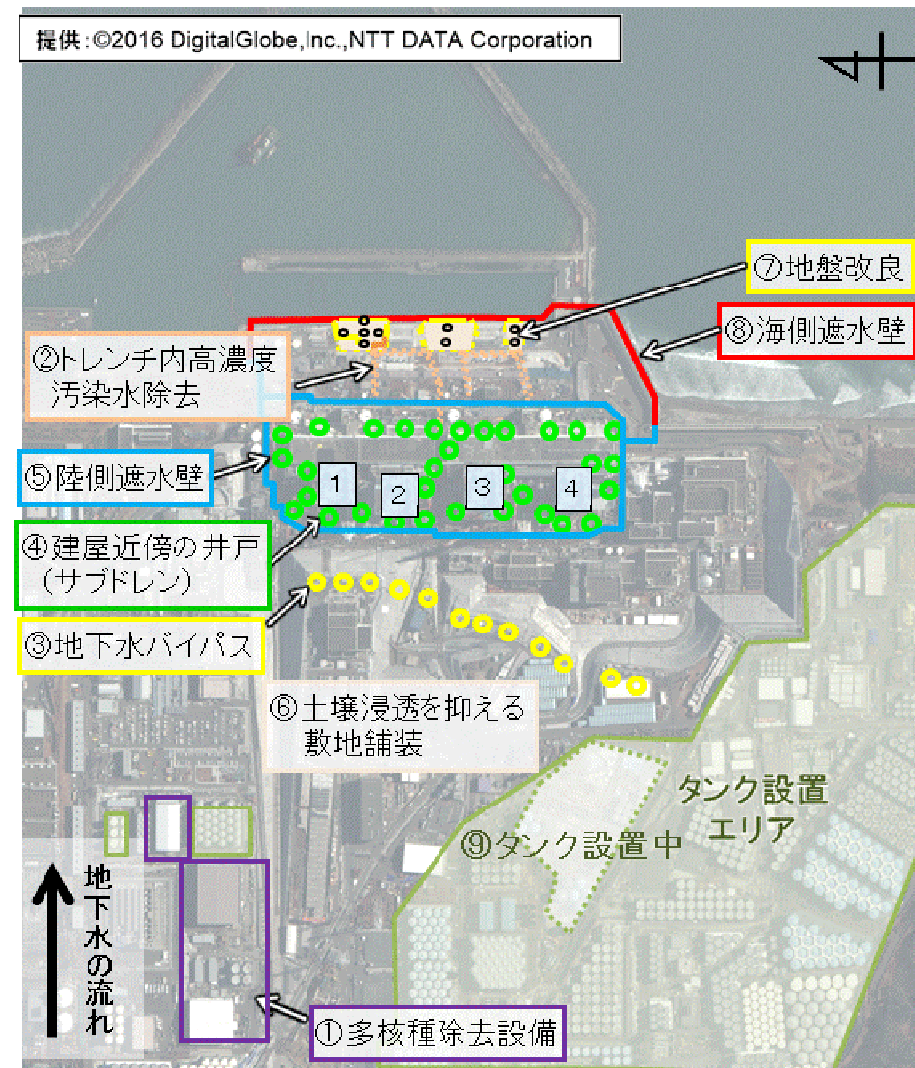 提供:©2016 DigitalGlobe,Inc.,NTT DATA Corporation
⑦地盤改良
⑧海側遮水壁
②トレンチ内高濃度
汚染水除去
⑤陸側遮水壁
1
2
3
4
④建屋近傍の井戸
(サブドレン)
③地下水バイパス
⑥土壌浸透を抑える
敷地舗装
タンク設置
エリア
⑨タンク設置中
地下水の流れ
①多核種除去設備